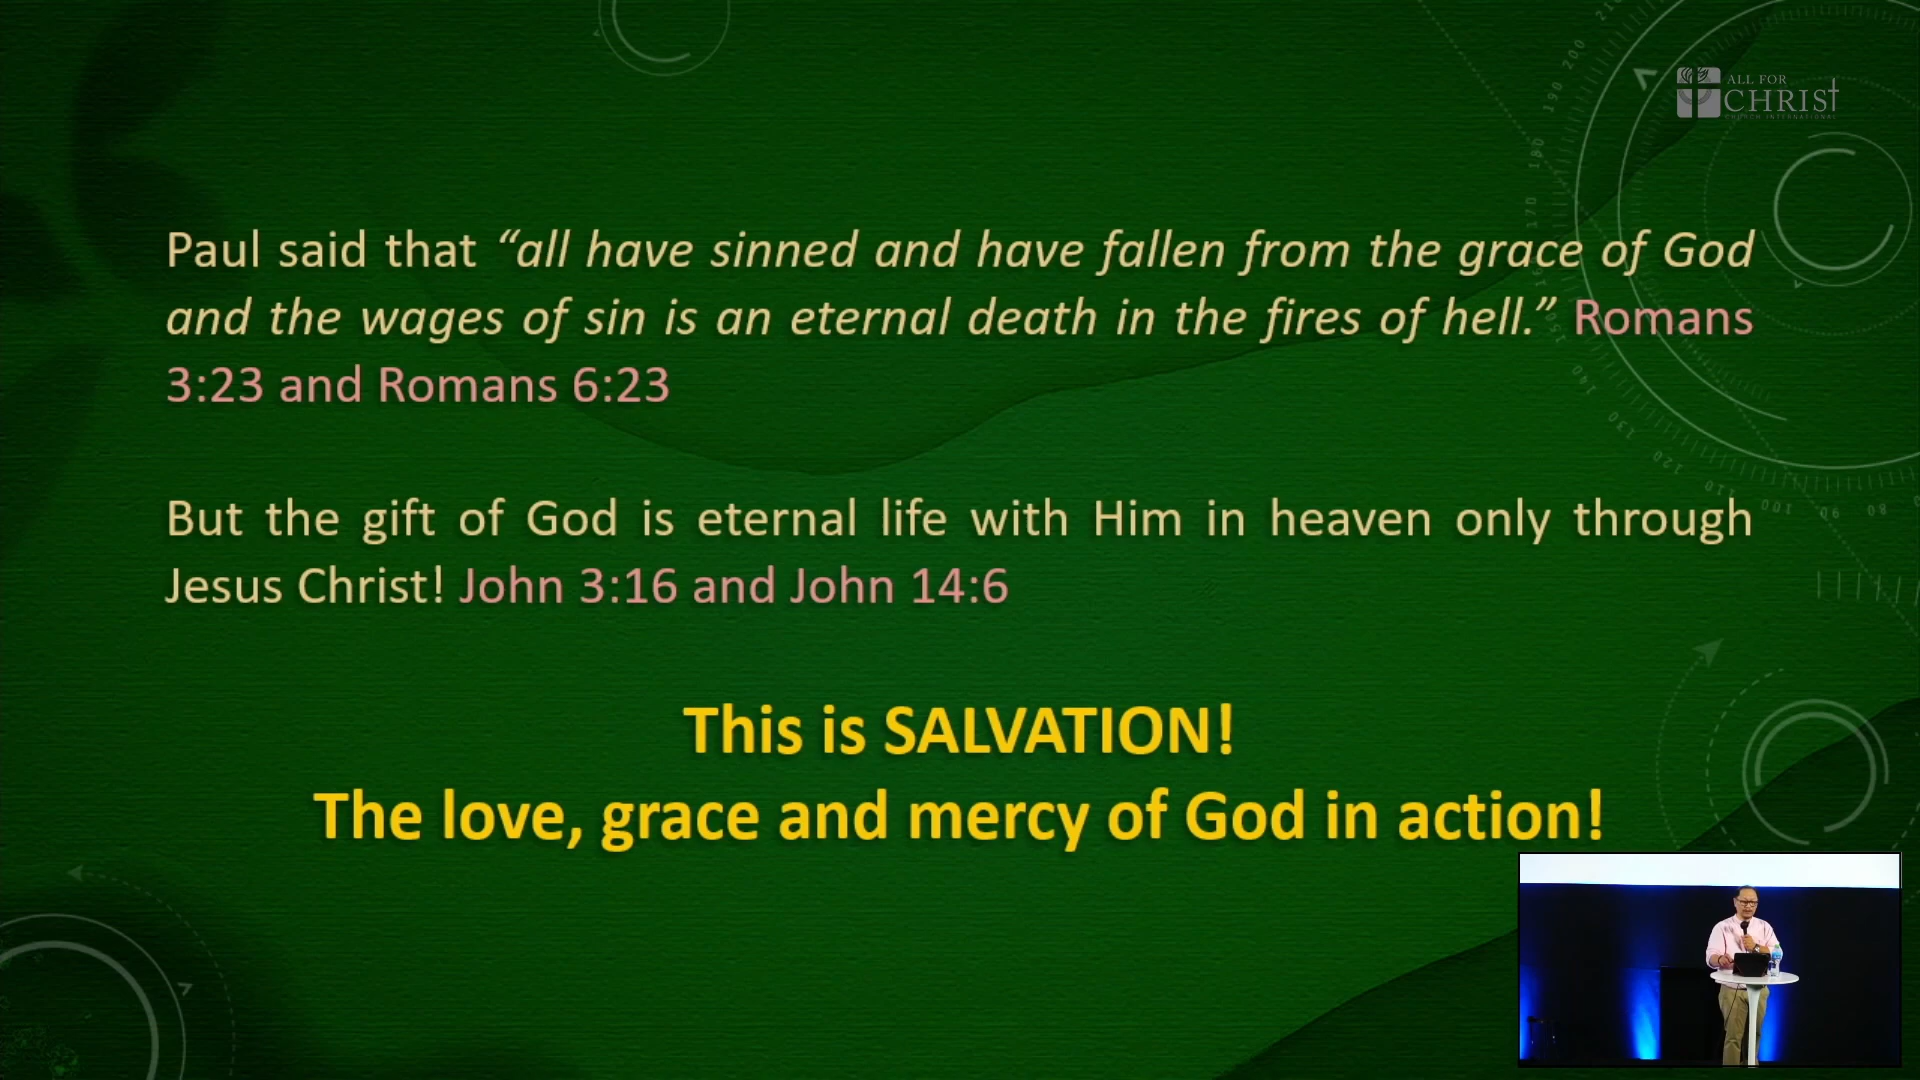 ALL FOR
CHRIST
CHURCH INTERNATIONAL
Paul said that “all have sinned and have fallen from the grace of God
and the wages of sin is an eternal death in the fires of hell.” Romans
3:23 and Romans 6:23
But the gift of God is eternal life with Him in heaven only through
Jesus Christ! John 3:16 and John 14:6
This is SALVATION!
The love, grace and mercy of God in action!